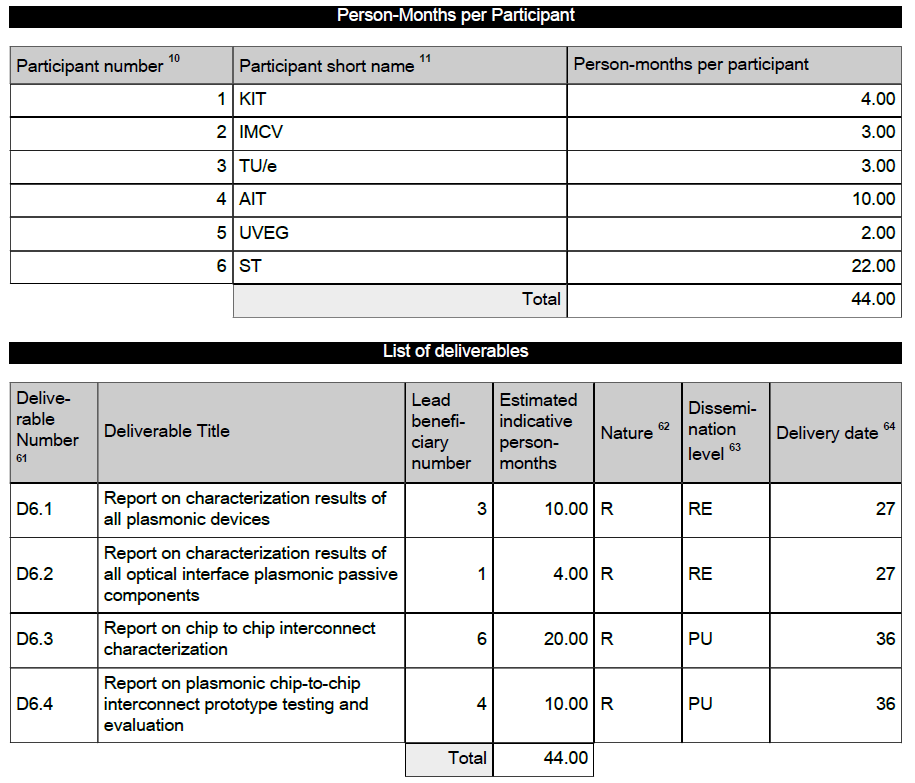 Person-Months per Participant
Participant number 10 Participant short name 11 Person-months per participant
1 KIT 4.00
2 IMCV 3.00
3 TU/e 3.00
4 AIT 10.00
5 UVEG 2.00
6 ST 22.00
Total 44.00
List of deliverables
Delive-
rable
Number
61
Deliverable Title
Lead
benefi-
ciary
number
Estimated
indicative
person-
months
Nature 62
Dissemi-
nation
level 63
Delivery date 64
D6.1
Report on characterization results of
all plasmonic devices
3 10.00 R RE 27
D6.2
Report on characterization results of
all optical interface plasmonic passive
components
1 4.00 R RE 27
D6.3
Report on chip to chip interconnect
characterization
6 20.00 R PU 36
D6.4
Report on plasmonic chip-to-chip
interconnect prototype testing and
evaluation
4 10.00 R PU 36
Total 44.00